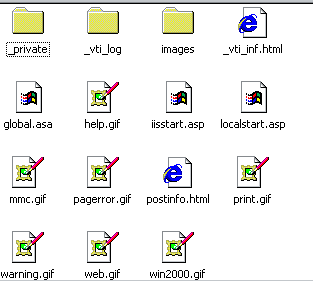 _private
_vti_log
images
_vti_inf.html
global.asa
help.gif
iisstart.asp
localstart.asp
mmc.gif
pagerror.gif
postinfo.html
print.gif
warning.gif
web.gif
win2000.gif